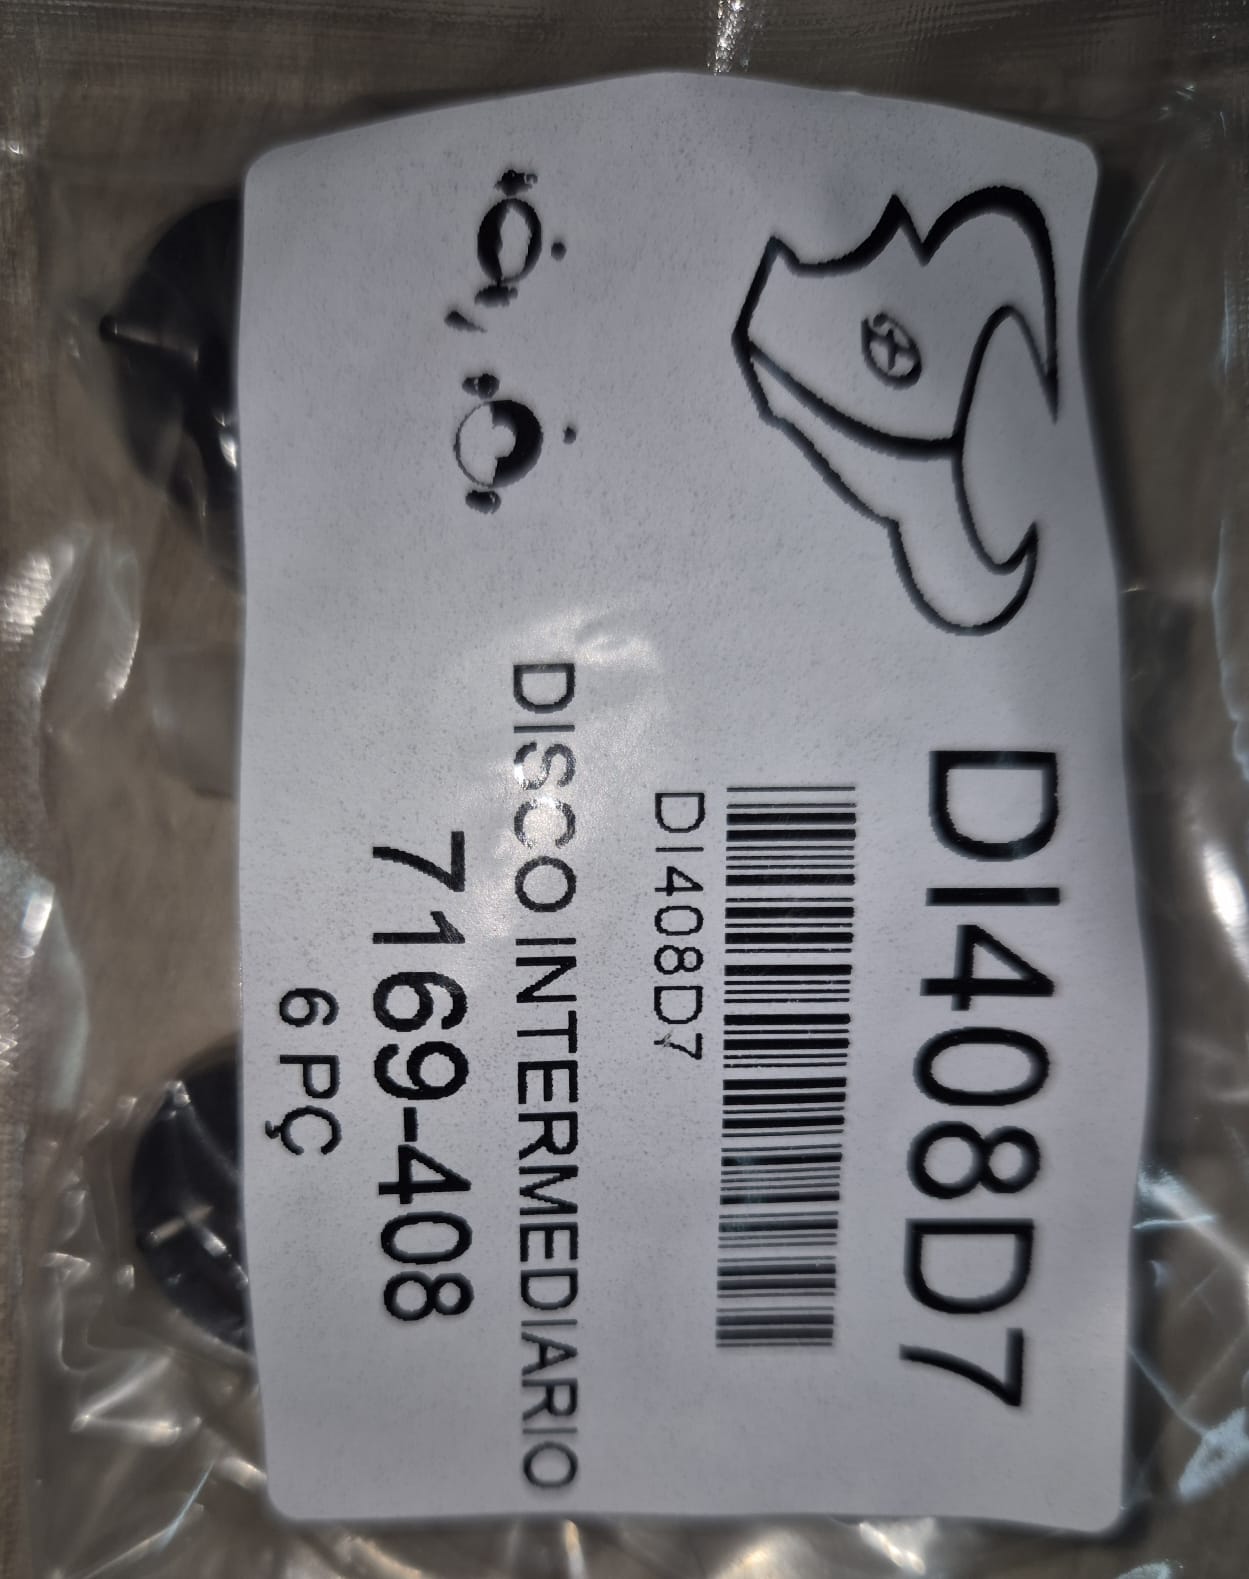 DI408D7
DI408D7
DISCO INTERMEDIARIO
7169-408
6 PÇ